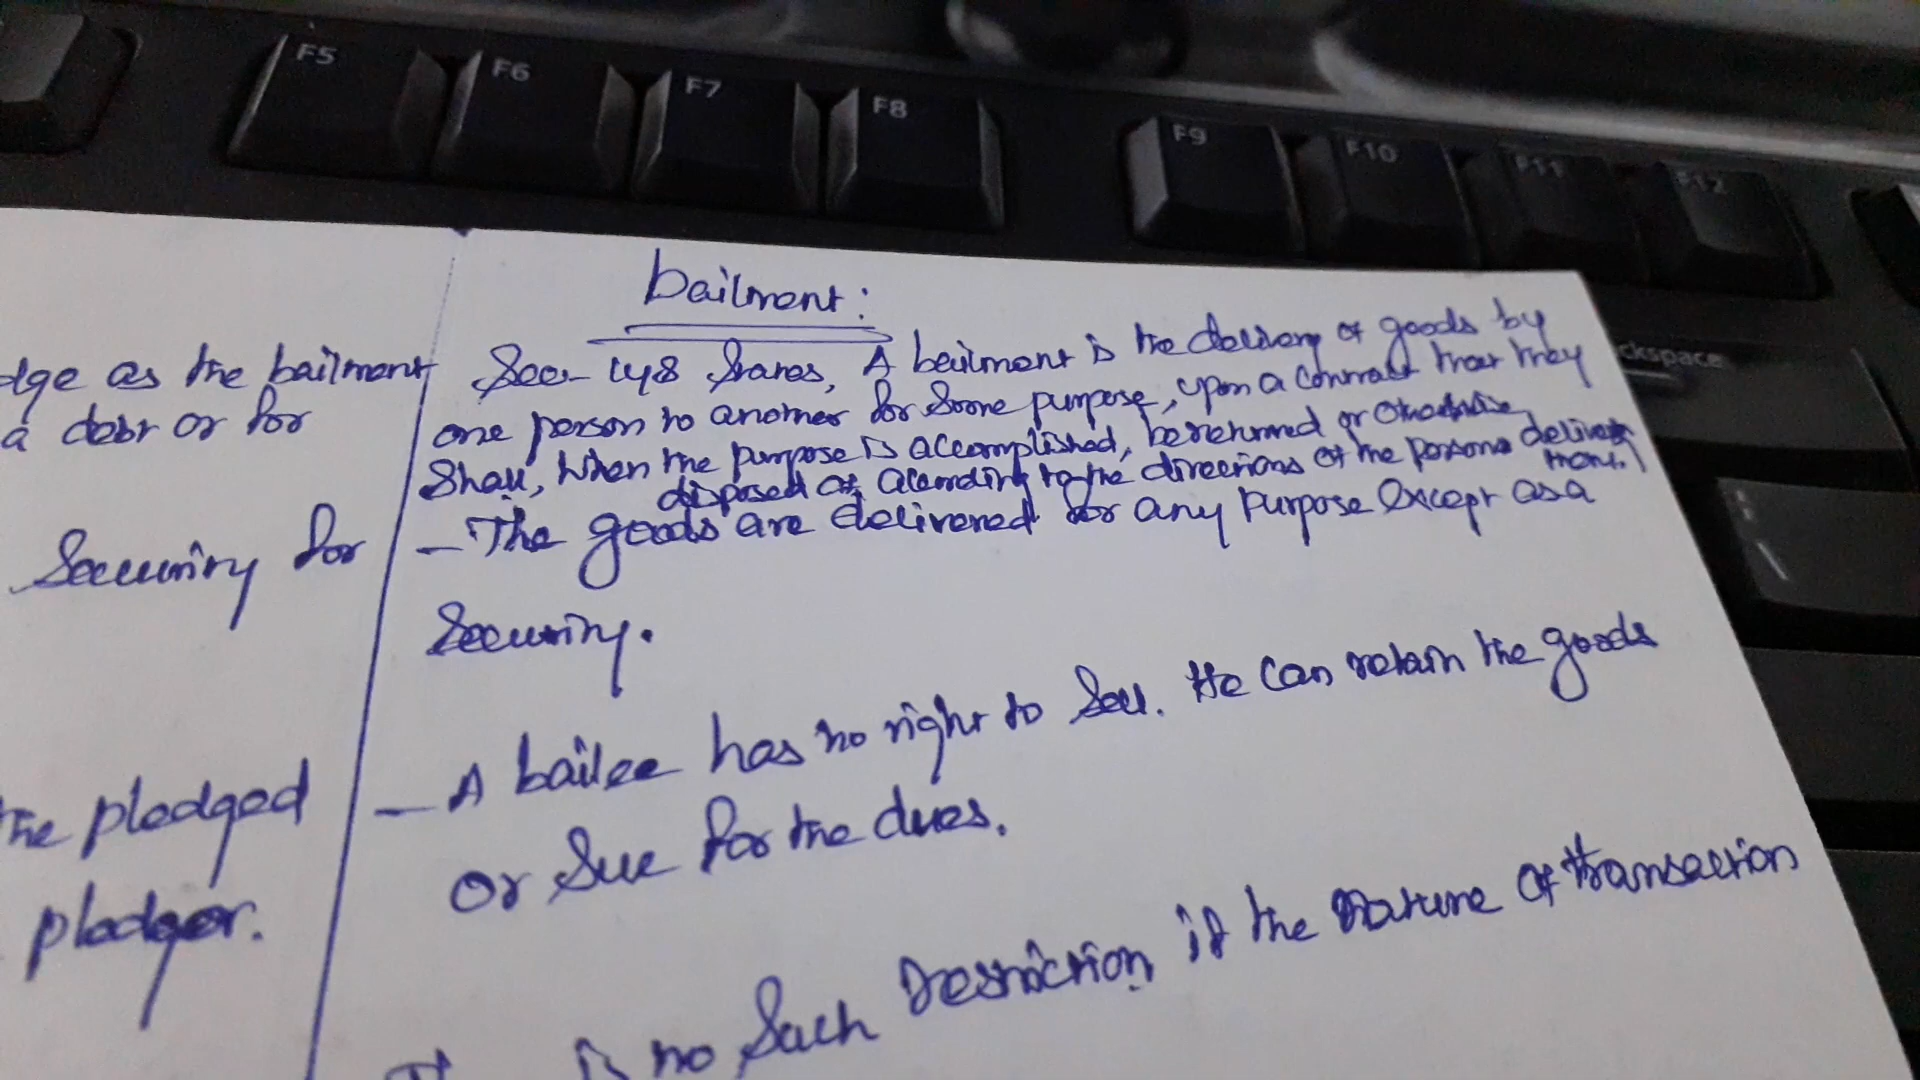 F5 F6 F7 F8 F9 F10 F11 F12
ckspace
bailment:
dge as the bailment
a debt or for
Security for
the pledged
pledger.
Sec- 148 States, A bailment is the delivery of goods by
one person to another for Some purpose, upon a contract that they
Shall, when the purpose is accomplished, be returned or otherwise
disposed of according to the directions of the persons delivering
them.
- The goods are delivered for any Purpose except as a
Security.
- A bailee has no right to Sell. He can retain the goods
or Sue for the dues.
is no Such restriction if the nature of transaction